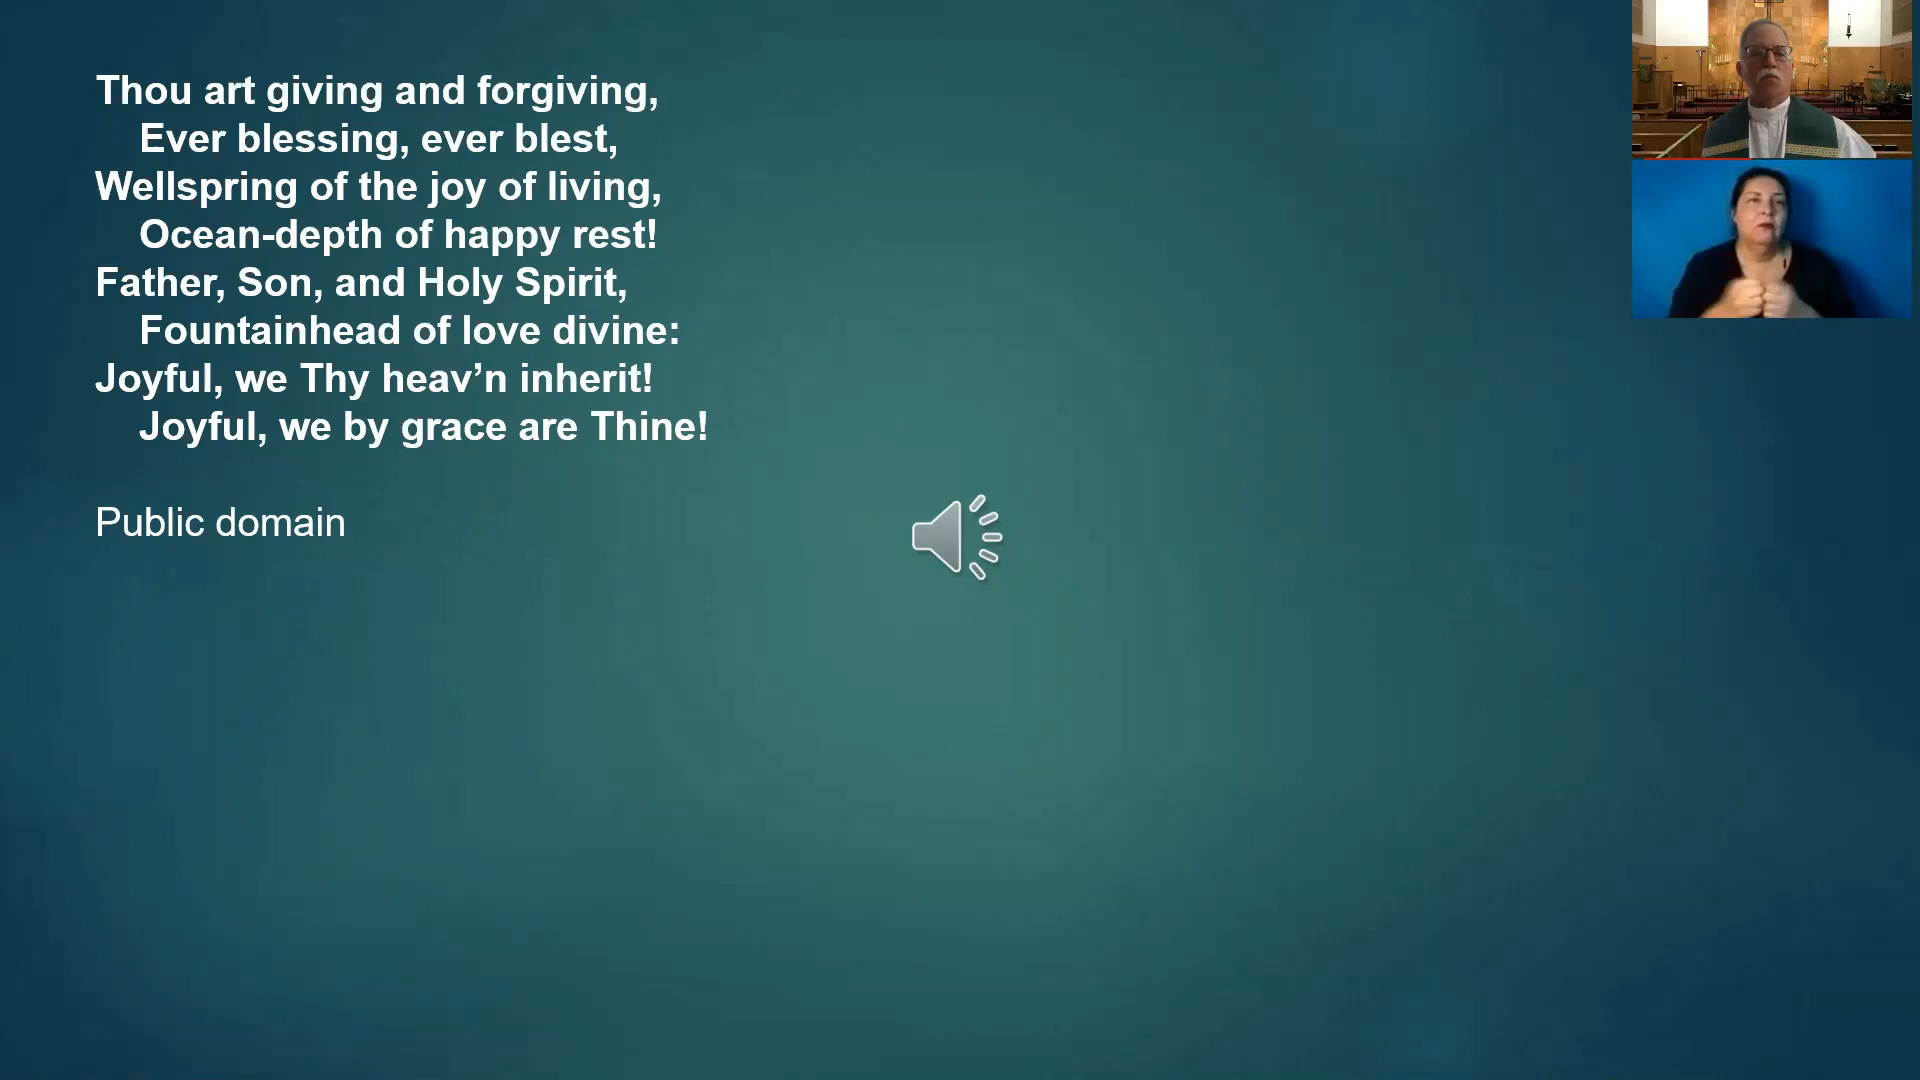 Thou art giving and forgiving,
Ever blessing, ever blest,
Wellspring of the joy of living,
Ocean-depth of happy rest!
Father, Son, and Holy Spirit,
Fountainhead of love divine:
Joyful, we Thy heav’n inherit!
Joyful, we by grace are Thine!
Public domain